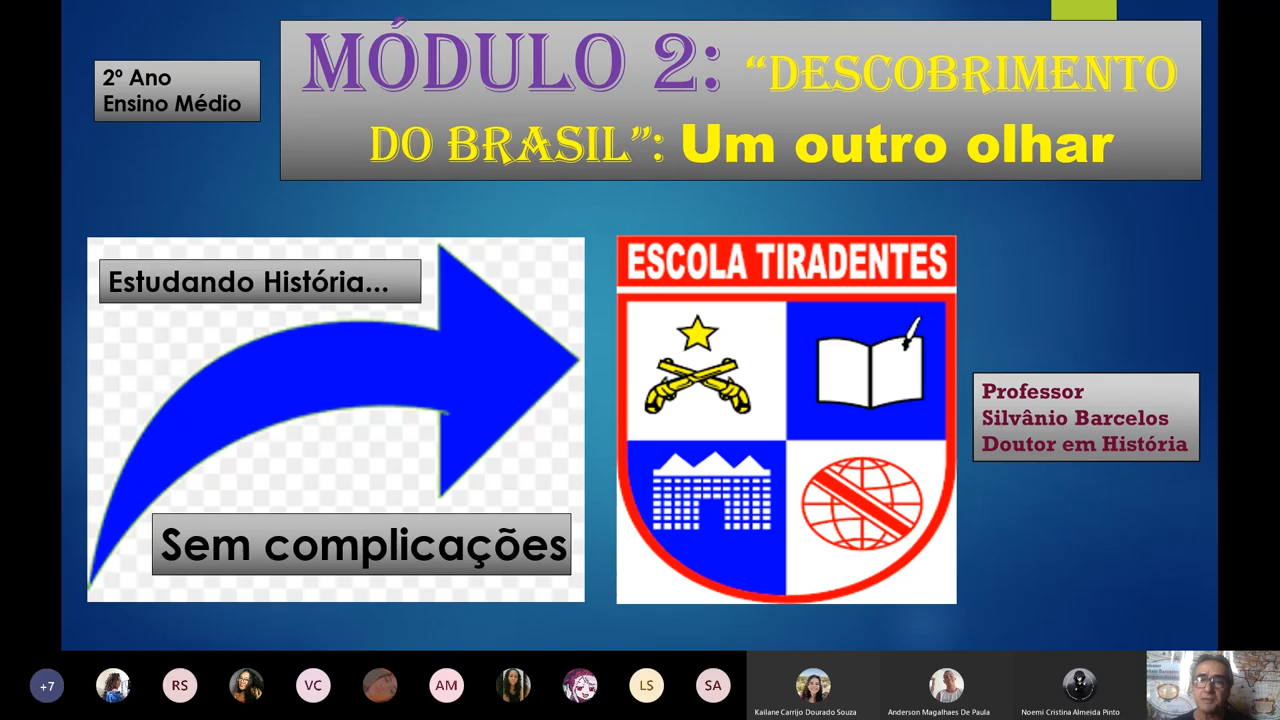 2º Ano
Ensino Médio
MÓDULO 2: “DESCOBRIMENTO
DO BRASIL”: Um outro olhar
Estudando História...
Sem complicações
ESCOLA TIRADENTES
Professor
Silvânio Barcelos
Doutor em História
+7
RS
VC
AM
LS
SA
Kailane Carrijo Dourado Souza
Anderson Magalhaes De Paula
Noemi Cristina Almeida Pinto